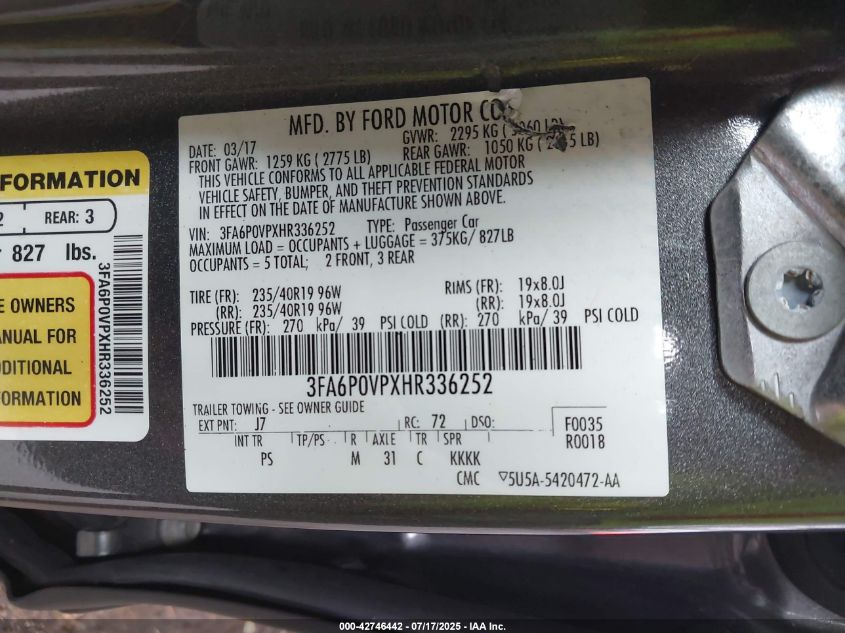 FORMATION
2 REAR: 3
827 lbs.
E OWNERS
ANUAL FOR
DDITIONAL
FORMATION
3FA6P0VPXHR336252
MFD. BY FORD MOTOR CO.
DATE: 03/17 GVWR: 2295 KG ( LB)
FRONT GAWR: 1259 KG ( 2775 LB) REAR GAWR: 1050 KG ( LB)
THIS VEHICLE CONFORMS TO ALL APPLICABLE FEDERAL MOTOR
VEHICLE SAFETY, BUMPER, AND THEFT PREVENTION STANDARDS
IN EFFECT ON THE DATE OF MANUFACTURE SHOWN ABOVE.
VIN: 3FA6P0VPXHR336252 TYPE: Passenger Car
MAXIMUM LOAD = OCCUPANTS + LUGGAGE = 375KG/ 827LB
OCCUPANTS = 5 TOTAL; 2 FRONT, 3 REAR
TIRE (FR): 235/40R19 96W RIMS (FR): 19x8.0J
(RR): 235/40R19 96W (RR): 19x8.0J
PRESSURE (FR): 270 kPa/ 39 PSI COLD (RR): 270 kPa/ 39 PSI COLD
3FA6P0VPXHR336252
TRAILER TOWING - SEE OWNER GUIDE
EXT PNT: J7 RC: 72 DSO: F0035
R0018
INT TR TP/PS R AXLE TR SPR
PS M 31 C KKKK
CMC ▽5U5A-5420472-AA
000-42746442 - 07/17/2025 - IAA Inc.